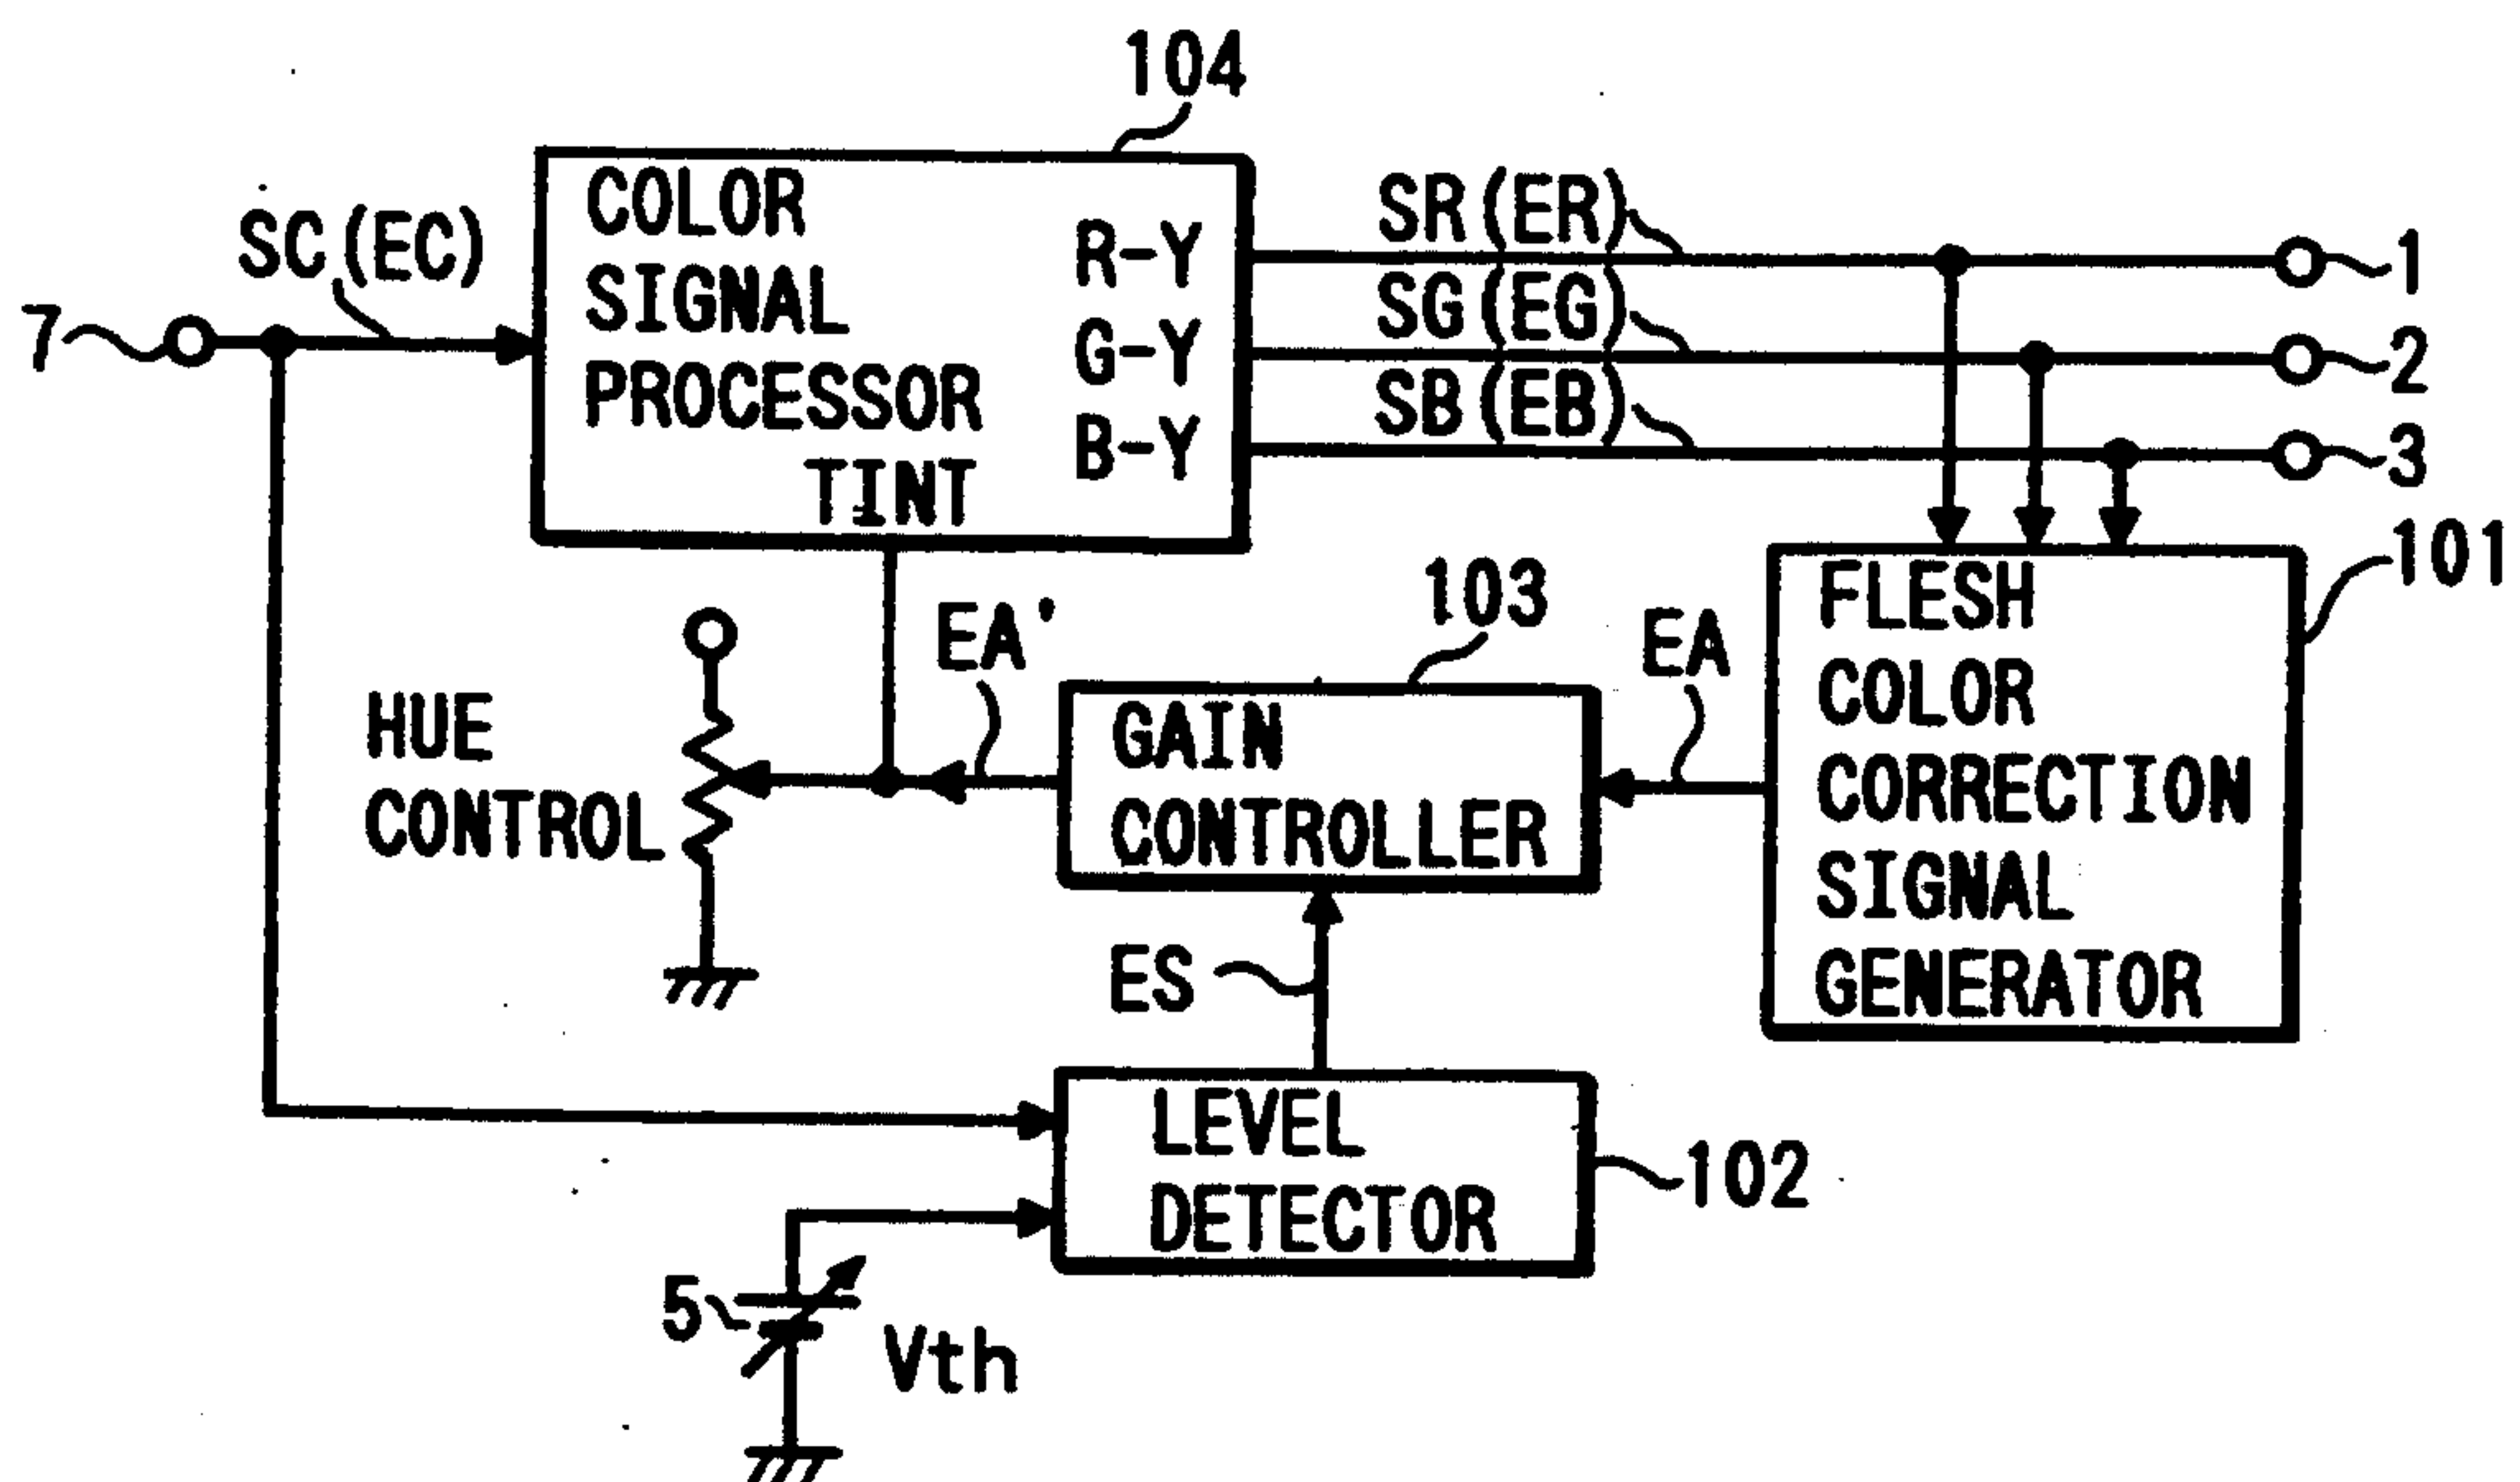 104
COLOR
SIGNAL
PROCESSOR
TINT
R-Y
G-Y
B-Y
SC(EC)
7
SR(ER)
SG(EG)
SB(EB)
1
2
3
101
FLESH
COLOR
CORRECTION
SIGNAL
GENERATOR
103
EA'
EA
HUE
CONTROL
GAIN
CONTROLLER
ES
LEVEL
DETECTOR
102
5
Vth